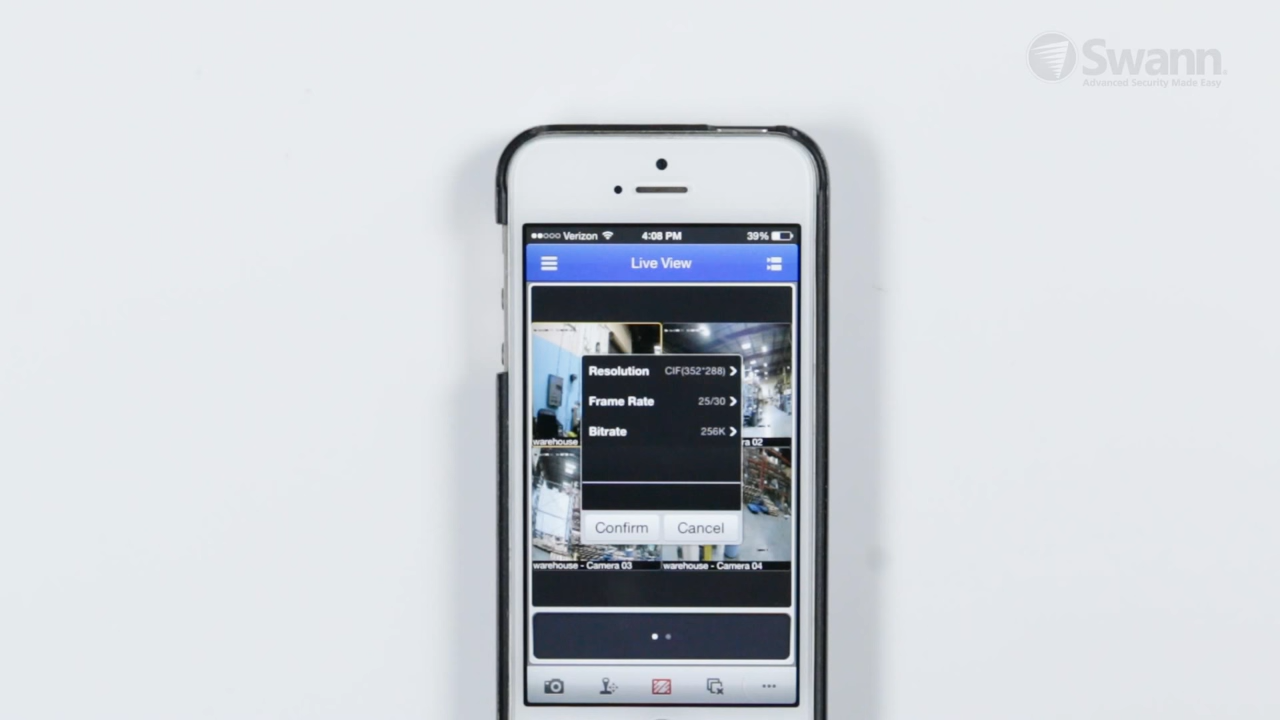 Swann
Advanced Security Made Easy
Verizon 4:08 PM 39%
Live View
Resolution CIF(352*288)
Frame Rate 25/30
Bitrate 256K
warehouse
ra 02
Confirm Cancel
warehouse - Camera 03 warehouse - Camera 04